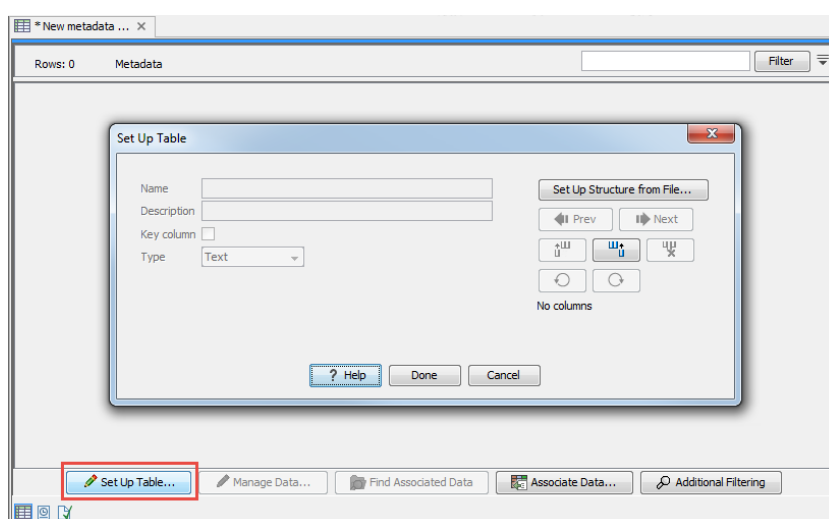 * New metadata ... ×
Rows: 0 Metadata Filter
Set Up Table
Name
Set Up Structure from File...
Description
Prev Next
Key column
Type Text
No columns
? Help Done Cancel
Set Up Table... Manage Data... Find Associated Data Associate Data... Additional Filtering